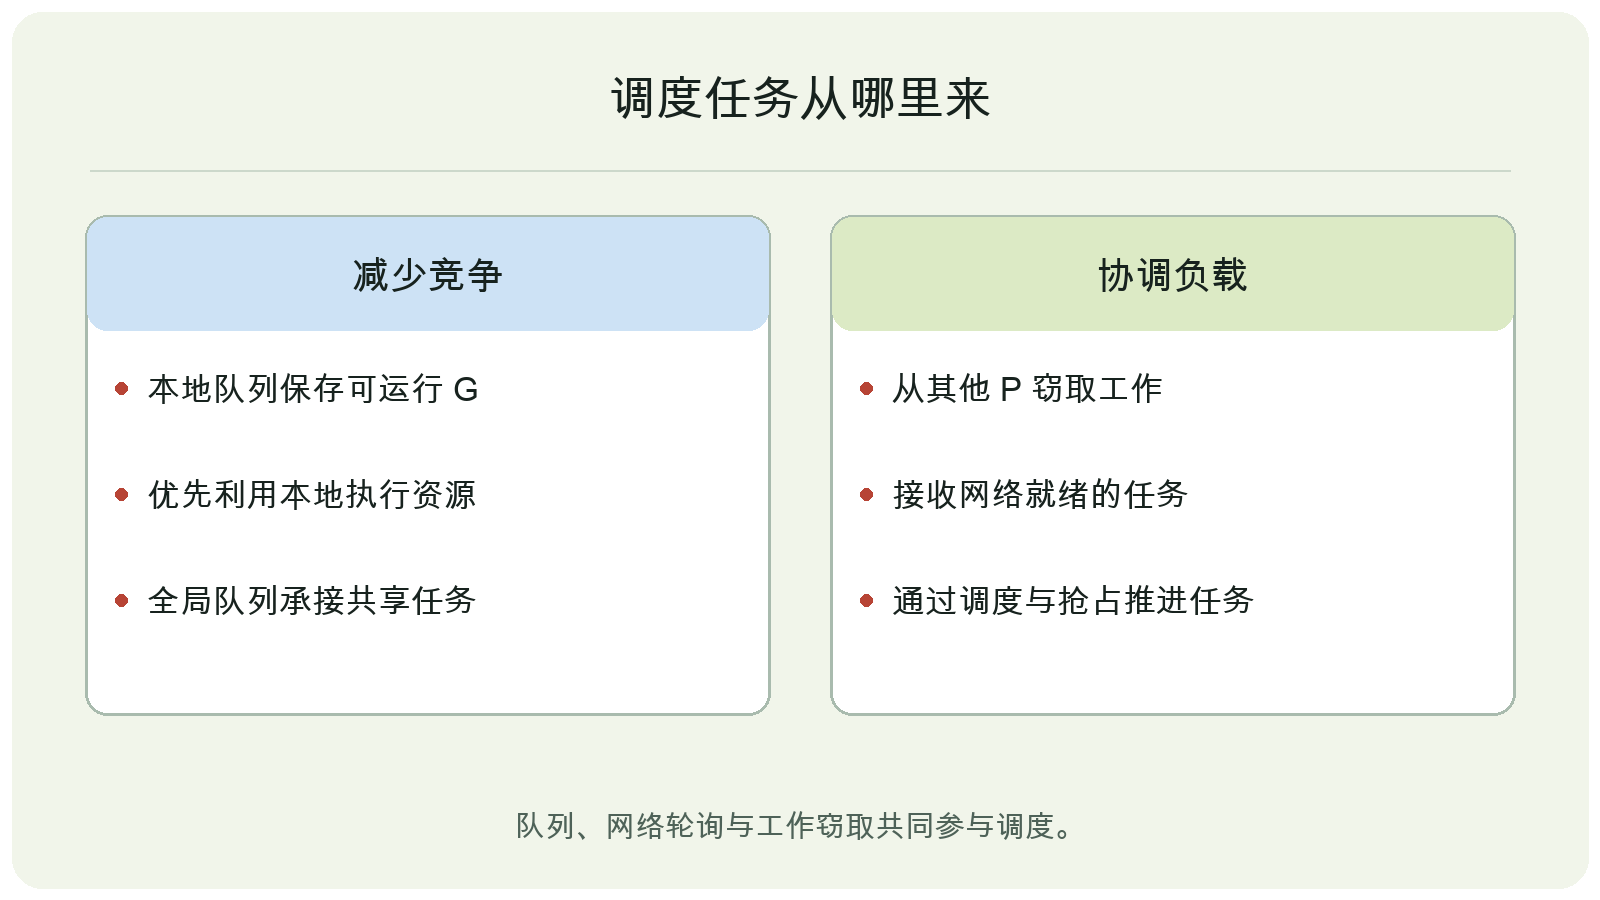 调度任务从哪里来
减少竞争
本地队列保存可运行 G
优先利用本地执行资源
全局队列承接共享任务
协调负载
从其他 P 窃取工作
接收网络就绪的任务
通过调度与抢占推进任务
队列、网络轮询与工作窃取共同参与调度。